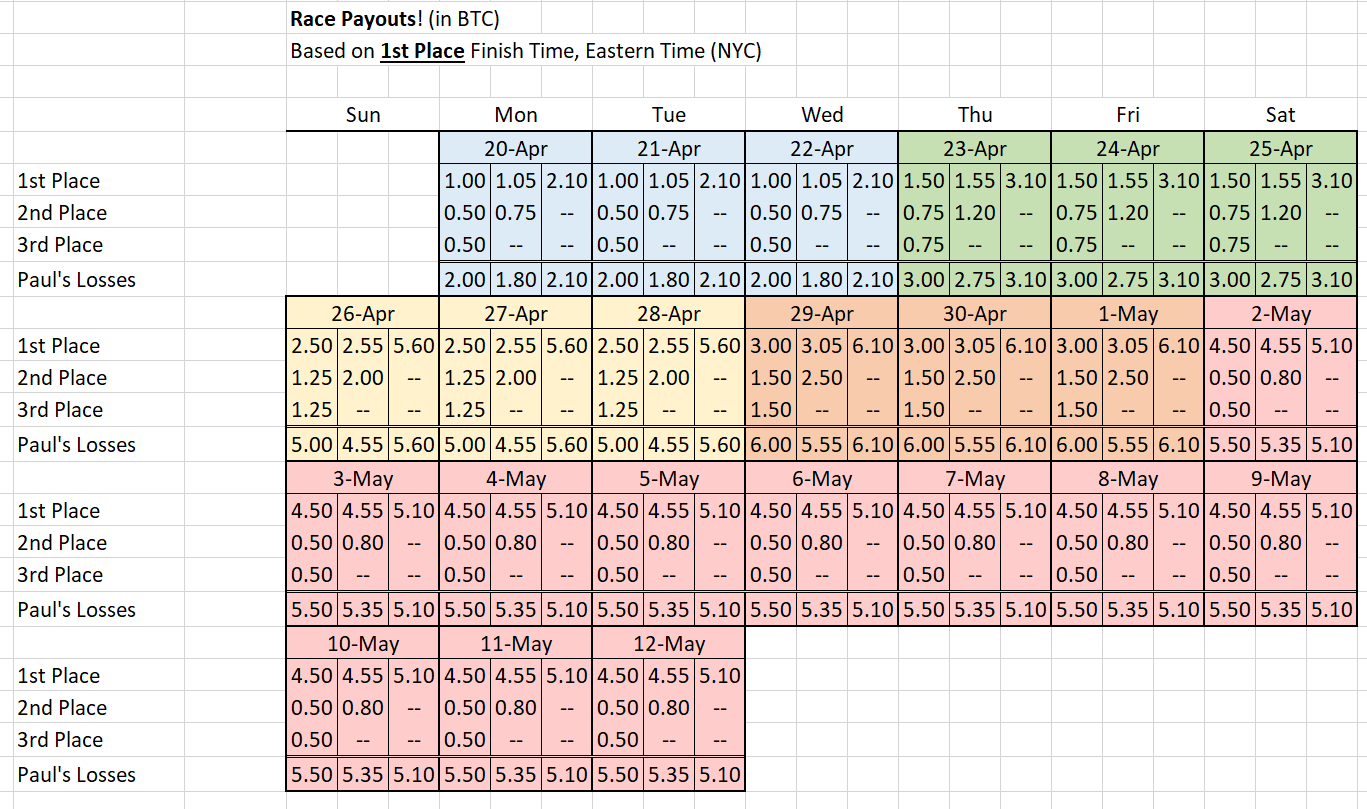 Race Payouts! (in BTC)
Based on 1st Place Finish Time, Eastern Time (NYC)
Sun Mon Tue Wed Thu Fri Sat
20-Apr 21-Apr 22-Apr 23-Apr 24-Apr 25-Apr
1st Place 1.00 1.05 2.10 1.00 1.05 2.10 1.00 1.05 2.10 1.50 1.55 3.10 1.50 1.55 3.10 1.50 1.55 3.10
2nd Place 0.50 0.75 -- 0.50 0.75 -- 0.50 0.75 -- 0.75 1.20 -- 0.75 1.20 -- 0.75 1.20 --
3rd Place 0.50 -- -- 0.50 -- -- 0.50 -- -- 0.75 -- -- 0.75 -- -- 0.75 -- --
Paul's Losses 2.00 1.80 2.10 2.00 1.80 2.10 2.00 1.80 2.10 3.00 2.75 3.10 3.00 2.75 3.10 3.00 2.75 3.10
26-Apr 27-Apr 28-Apr 29-Apr 30-Apr 1-May 2-May
1st Place 2.50 2.55 5.60 2.50 2.55 5.60 2.50 2.55 5.60 3.00 3.05 6.10 3.00 3.05 6.10 3.00 3.05 6.10 4.50 4.55 5.10
2nd Place 1.25 2.00 -- 1.25 2.00 -- 1.25 2.00 -- 1.50 2.50 -- 1.50 2.50 -- 1.50 2.50 -- 0.50 0.80 --
3rd Place 1.25 -- -- 1.25 -- -- 1.25 -- -- 1.50 -- -- 1.50 -- -- 1.50 -- -- 0.50 -- --
Paul's Losses 5.00 4.55 5.60 5.00 4.55 5.60 5.00 4.55 5.60 6.00 5.55 6.10 6.00 5.55 6.10 6.00 5.55 6.10 5.50 5.35 5.10
3-May 4-May 5-May 6-May 7-May 8-May 9-May
1st Place 4.50 4.55 5.10 4.50 4.55 5.10 4.50 4.55 5.10 4.50 4.55 5.10 4.50 4.55 5.10 4.50 4.55 5.10 4.50 4.55 5.10
2nd Place 0.50 0.80 -- 0.50 0.80 -- 0.50 0.80 -- 0.50 0.80 -- 0.50 0.80 -- 0.50 0.80 -- 0.50 0.80 --
3rd Place 0.50 -- -- 0.50 -- -- 0.50 -- -- 0.50 -- -- 0.50 -- -- 0.50 -- -- 0.50 -- --
Paul's Losses 5.50 5.35 5.10 5.50 5.35 5.10 5.50 5.35 5.10 5.50 5.35 5.10 5.50 5.35 5.10 5.50 5.35 5.10 5.50 5.35 5.10
10-May 11-May 12-May
1st Place 4.50 4.55 5.10 4.50 4.55 5.10 4.50 4.55 5.10
2nd Place 0.50 0.80 -- 0.50 0.80 -- 0.50 0.80 --
3rd Place 0.50 -- -- 0.50 -- -- 0.50 -- --
Paul's Losses 5.50 5.35 5.10 5.50 5.35 5.10 5.50 5.35 5.10